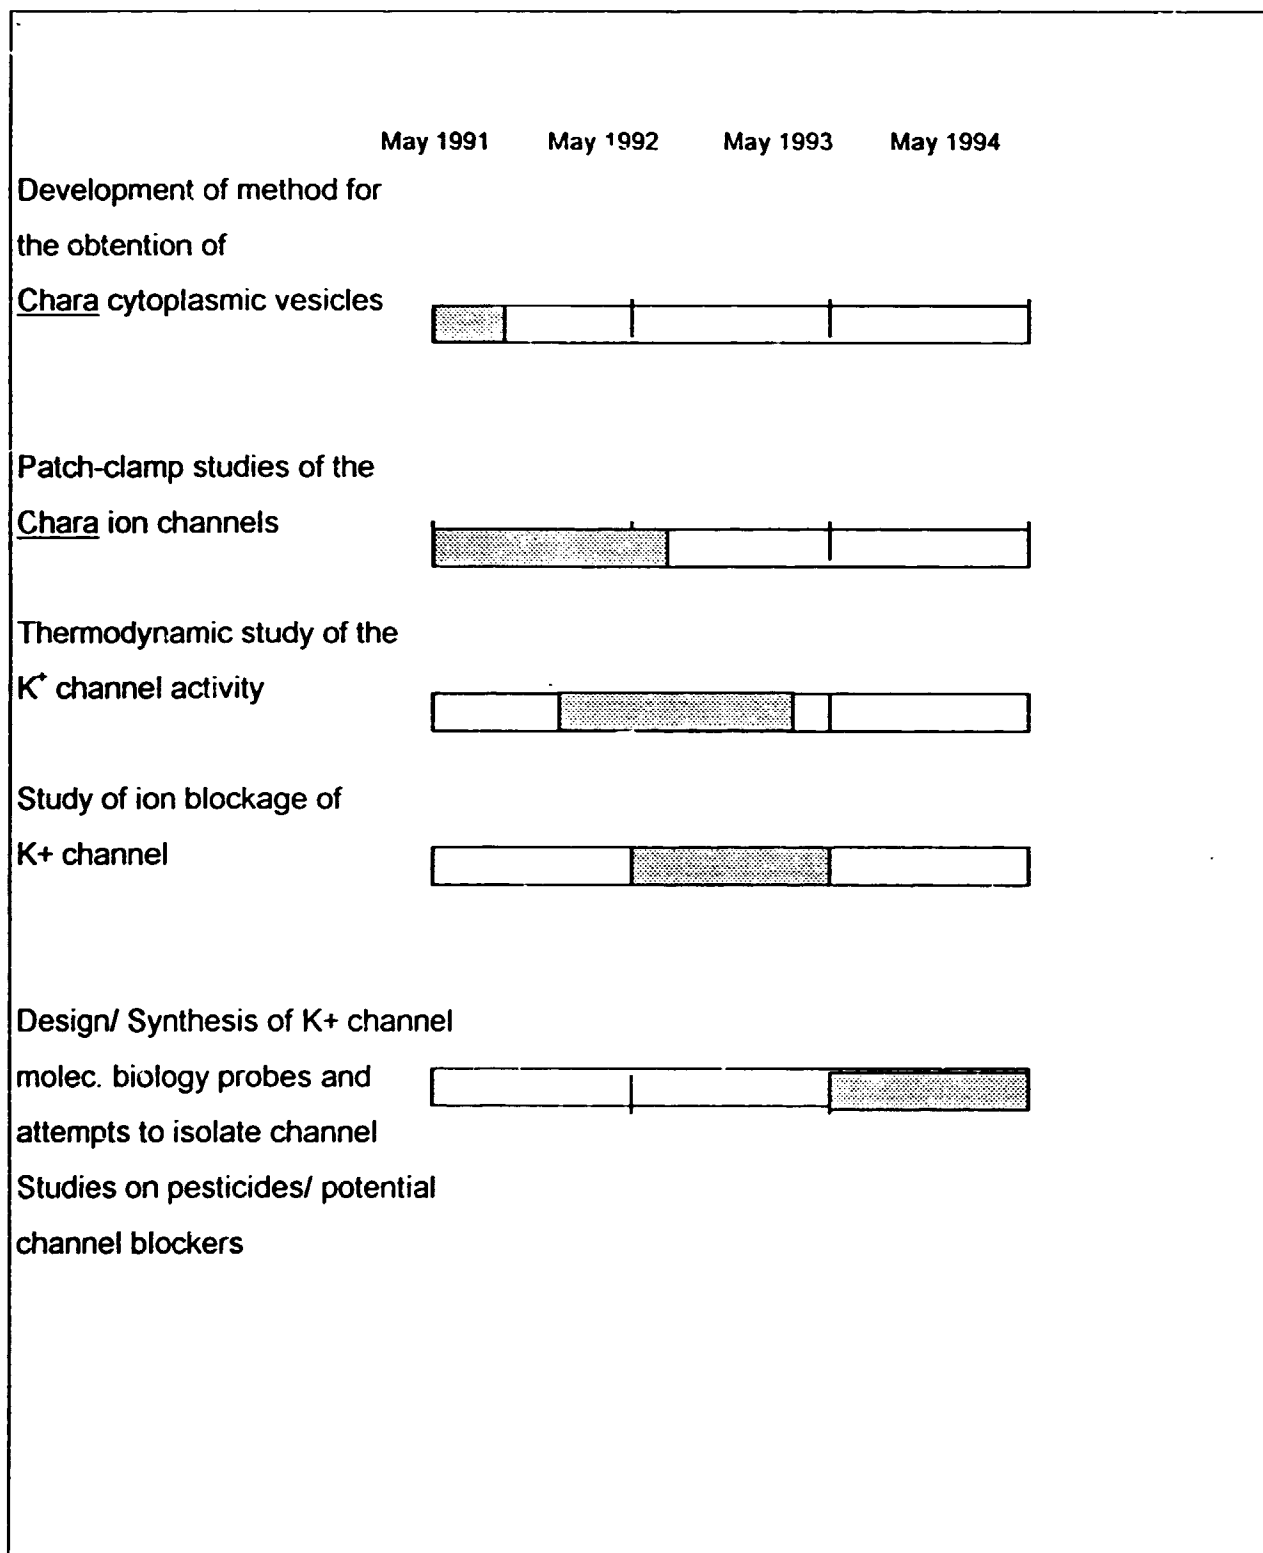 May 1991 May 1992 May 1993 May 1994
Development of method for
the obtention of
Chara cytoplasmic vesicles
Patch-clamp studies of the
Chara ion channels
Thermodynamic study of the
K⁺ channel activity
Study of ion blockage of
K+ channel
Design/ Synthesis of K+ channel
molec. biology probes and
attempts to isolate channel
Studies on pesticides/ potential
channel blockers